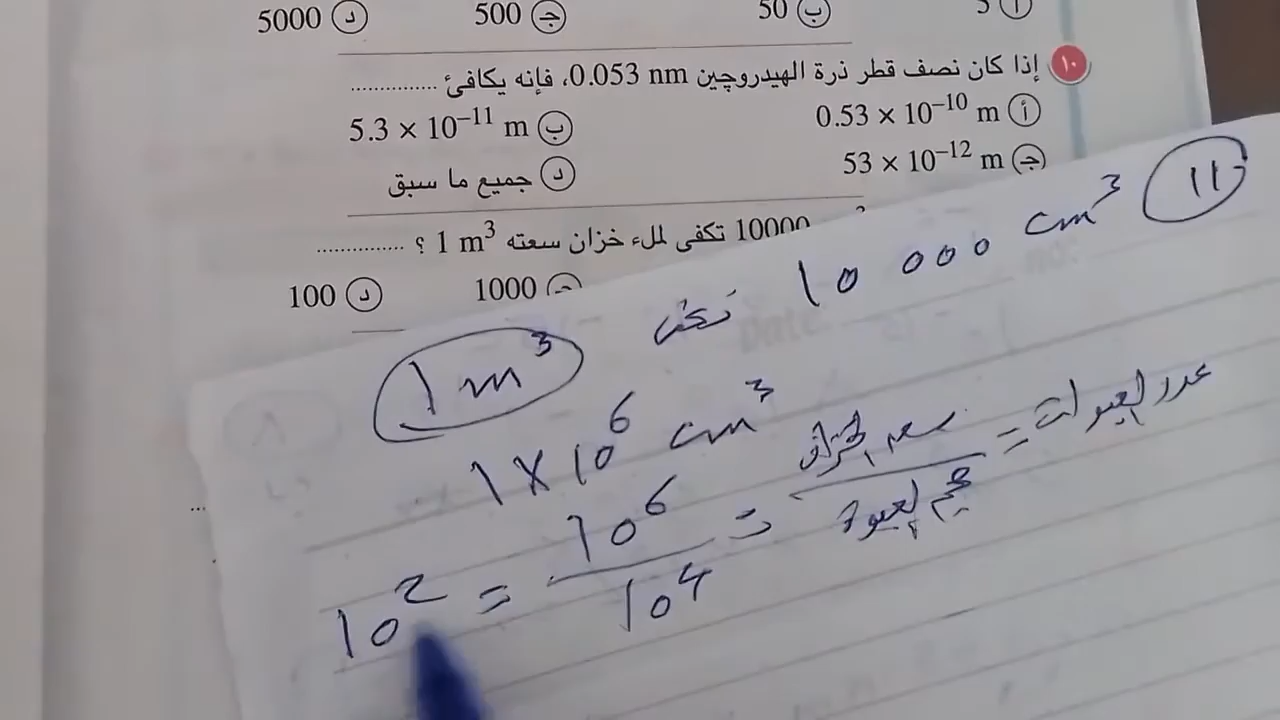 أ 5 ب 50 ج 500 د 5000
١٠ إذا كان نصف قطر ذرة الهيدروچين 0.053 nm، فإنه يكافئ ...............
أ 0.53 × 10⁻¹⁰ m ب 5.3 × 10⁻¹¹ m
ج 53 × 10⁻¹² m د جميع ما سبق
10000 تكفى لملء خزان سعته 1 m³ ؟ ...............
1000 د 100
11 10 000 cm³
1 m³
1 × 10⁶ cm³
عدد العبوات = سعة الخزان / حجم العبوة = 10⁶ / 10⁴ = 10²